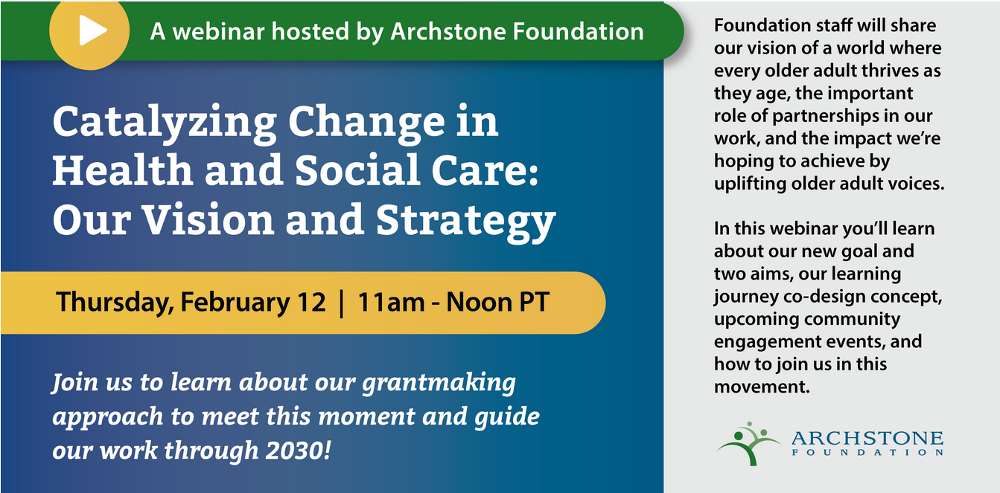 A webinar hosted by Archstone Foundation
Catalyzing Change in
Health and Social Care:
Our Vision and Strategy
Thursday, February 12 | 11am - Noon PT
Join us to learn about our grantmaking
approach to meet this moment and guide
our work through 2030!
Foundation staff will share
our vision of a world where
every older adult thrives as
they age, the important
role of partnerships in our
work, and the impact we're
hoping to achieve by
uplifting older adult voices.
In this webinar you'll learn
about our new goal and
two aims, our learning
journey co-design concept,
upcoming community
engagement events, and
how to join us in this
movement.
ARCHSTONE
FOUNDATION